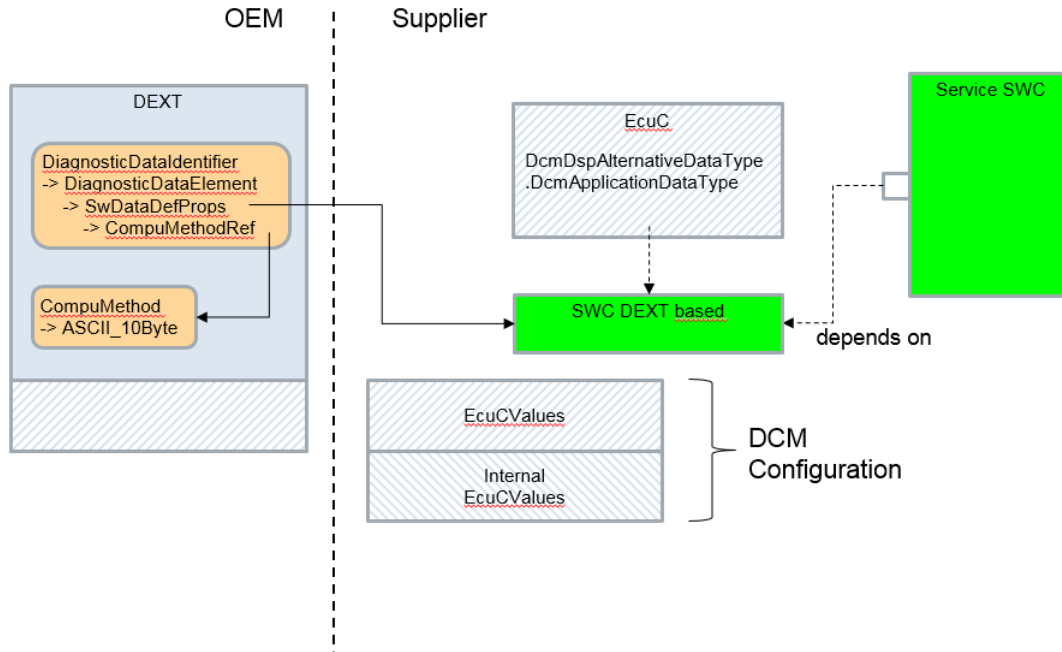 OEM
Supplier
DEXT
DiagnosticDataIdentifier
-> DiagnosticDataElement
-> SwDataDefProps
-> CompuMethodRef
CompuMethod
-> ASCII_10Byte
EcuC
DcmDspAlternativeDataType
.DcmApplicationDataType
Service SWC
SWC DEXT based
depends on
EcuCValues
Internal
EcuCValues
DCM
Configuration